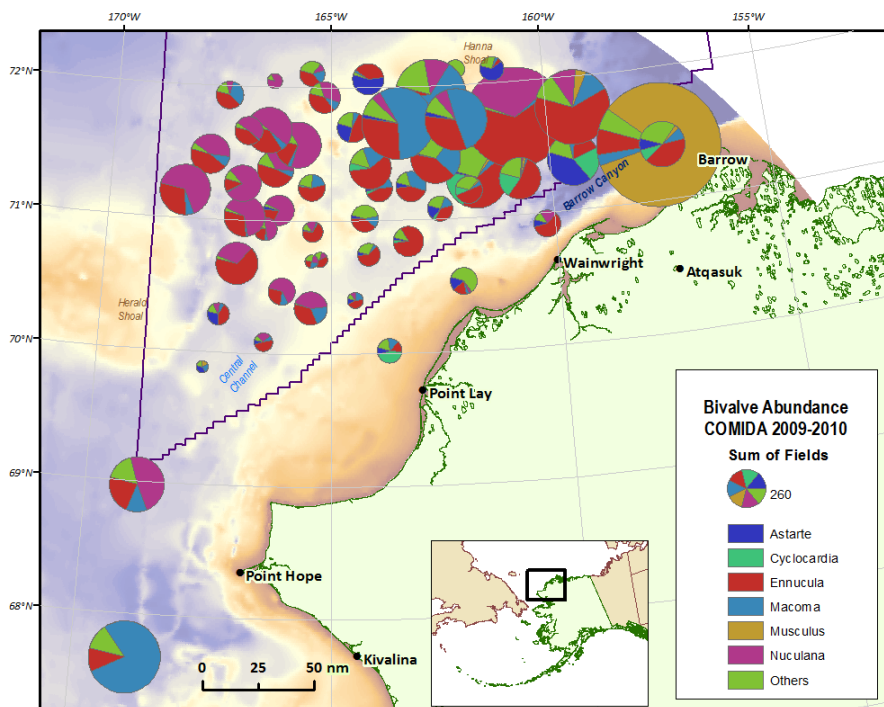 170°W
165°W
160°W
155°W
72°N
Hanna
Shoal
Barrow
Barrow Canyon
71°N
Wainwright
Atqasuk
Herald
Shoal
70°N
Central
Channel
Point Lay
69°N
Point Hope
68°N
Kivalina
0 25 50 nm
Bivalve Abundance
COMIDA 2009-2010
Sum of Fields
260
Astarte
Cyclocardia
Ennucula
Macoma
Musculus
Nuculana
Others